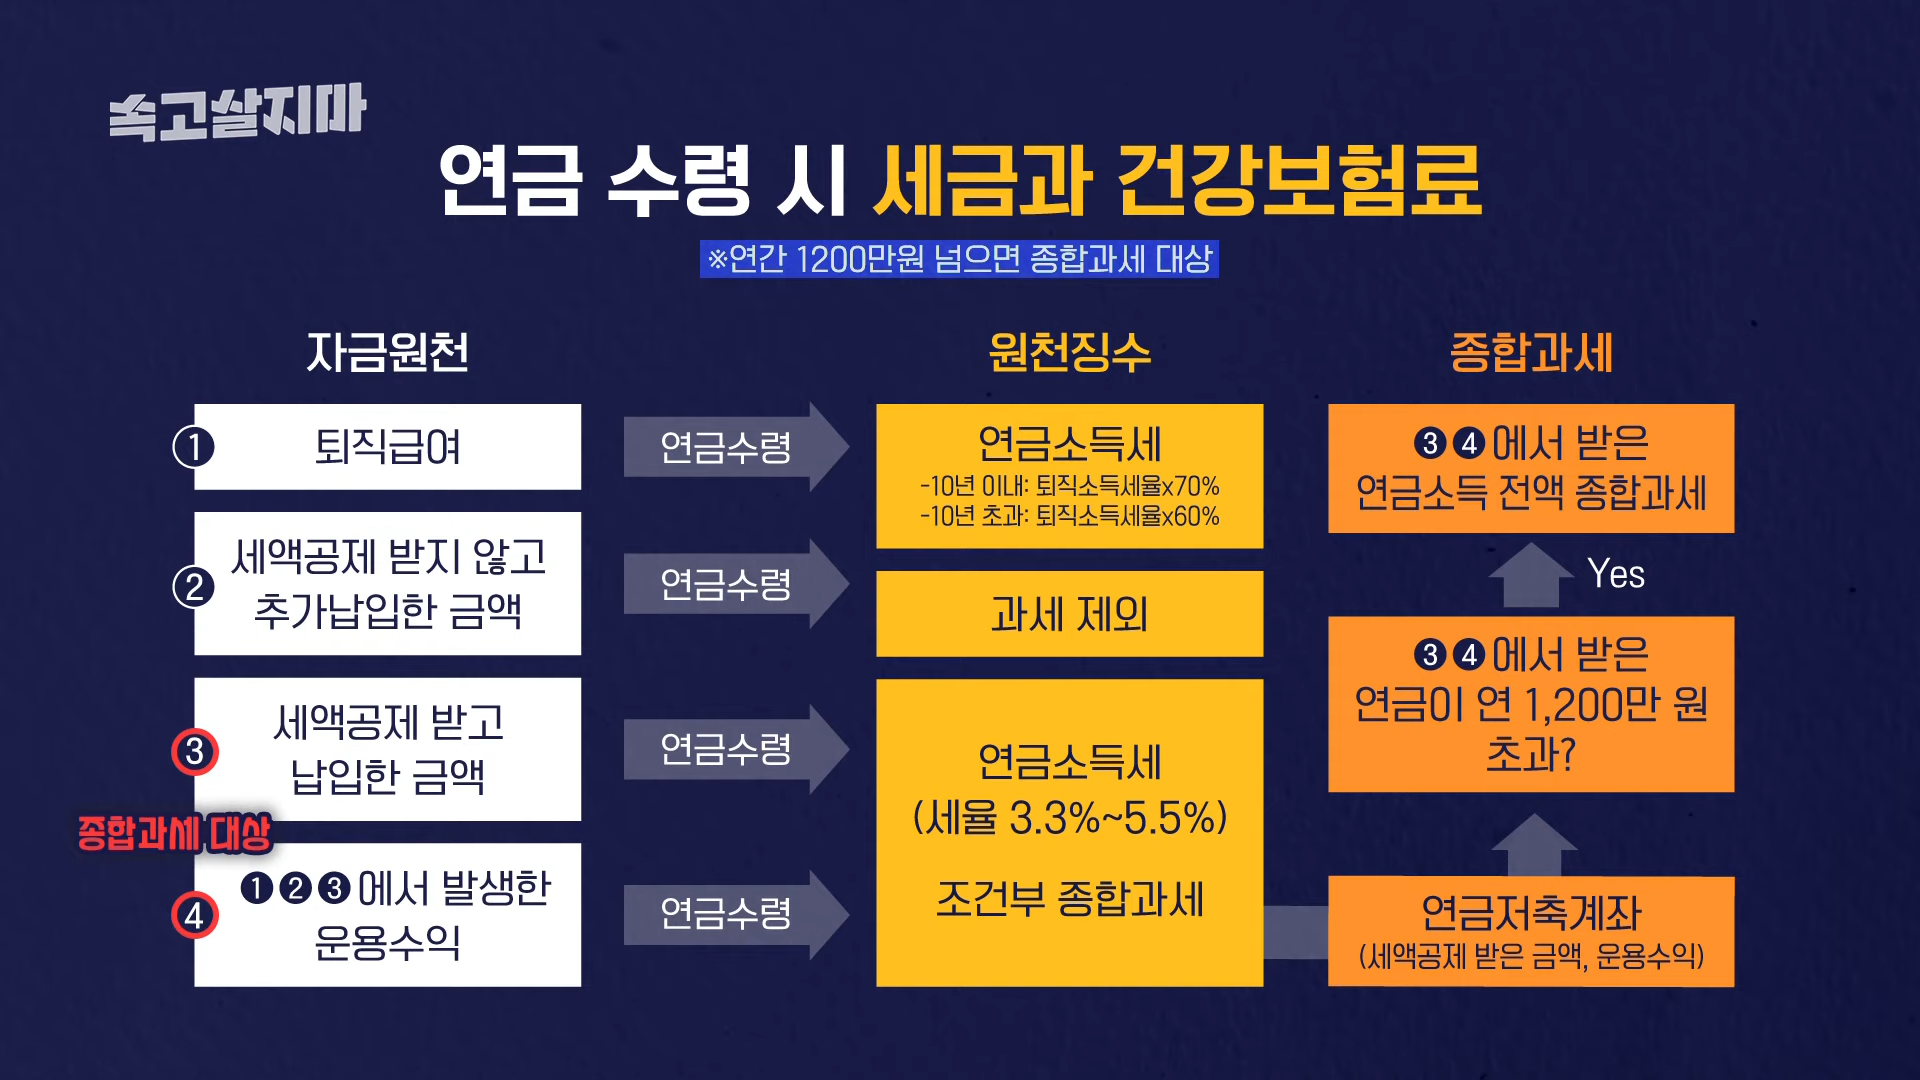 속고살지마
연금 수령 시 세금과 건강보험료
※연간 1200만원 넘으면 종합과세 대상
자금원천
원천징수
종합과세
1
퇴직급여
연금수령
연금소득세
-10년 이내: 퇴직소득세율x70%
-10년 초과: 퇴직소득세율x60%
❸ ❹ 에서 받은
연금소득 전액 종합과세
2
세액공제 받지 않고
추가납입한 금액
연금수령
과세 제외
Yes
3
세액공제 받고
납입한 금액
연금수령
연금소득세
(세율 3.3%~5.5%)
조건부 종합과세
❸ ❹ 에서 받은
연금이 연 1,200만 원
초과?
종합과세 대상
4
❶ ❷ ❸ 에서 발생한
운용수익
연금수령
연금저축계좌
(세액공제 받은 금액, 운용수익)